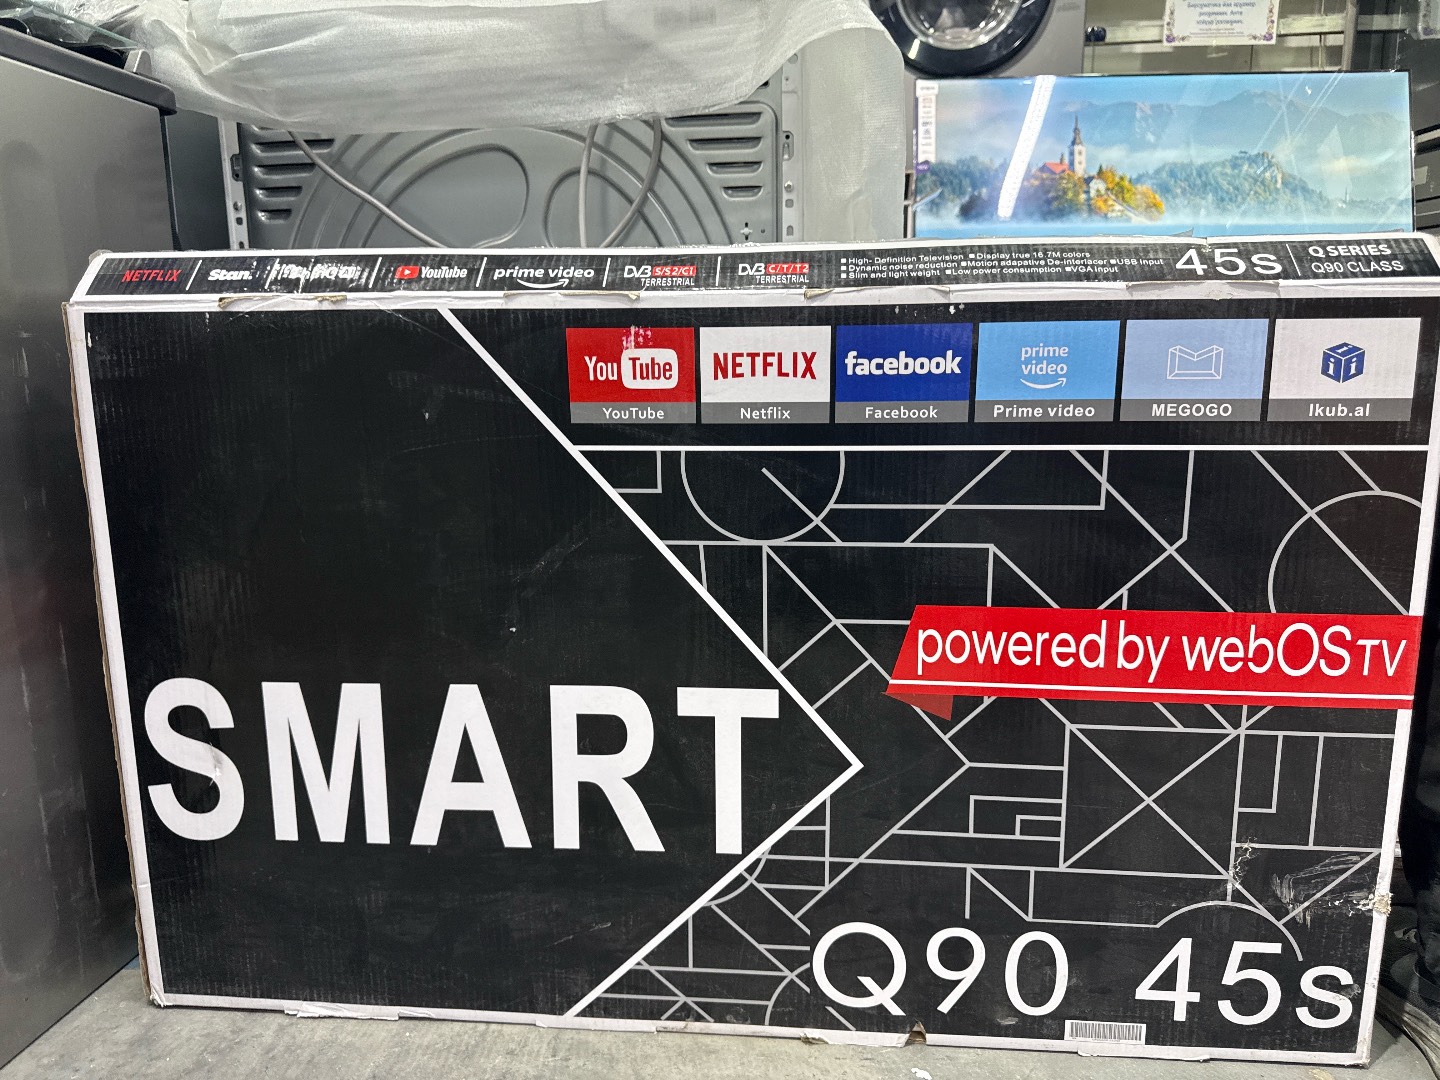 Бирдиктикке баа арзандар
NETFLIX Stan. YouTube prime video DVB S/S2/C1 TERRESTRIAL DVB C/T/T2 TERRESTRIAL
■High-Definition Television ■Display true 16.7M colors
■Dynamic noise reduction ■Motion adaptive De-interlacer ■USB input
■Slim and light weight ■Low power consumption ■VGA input
45s
Q SERIES
Q90 CLASS
YouTube NETFLIX facebook prime video
YouTube Netflix Facebook Prime video MEGOGO Ikub.al
powered by webOS TV
SMART
Q90 45s